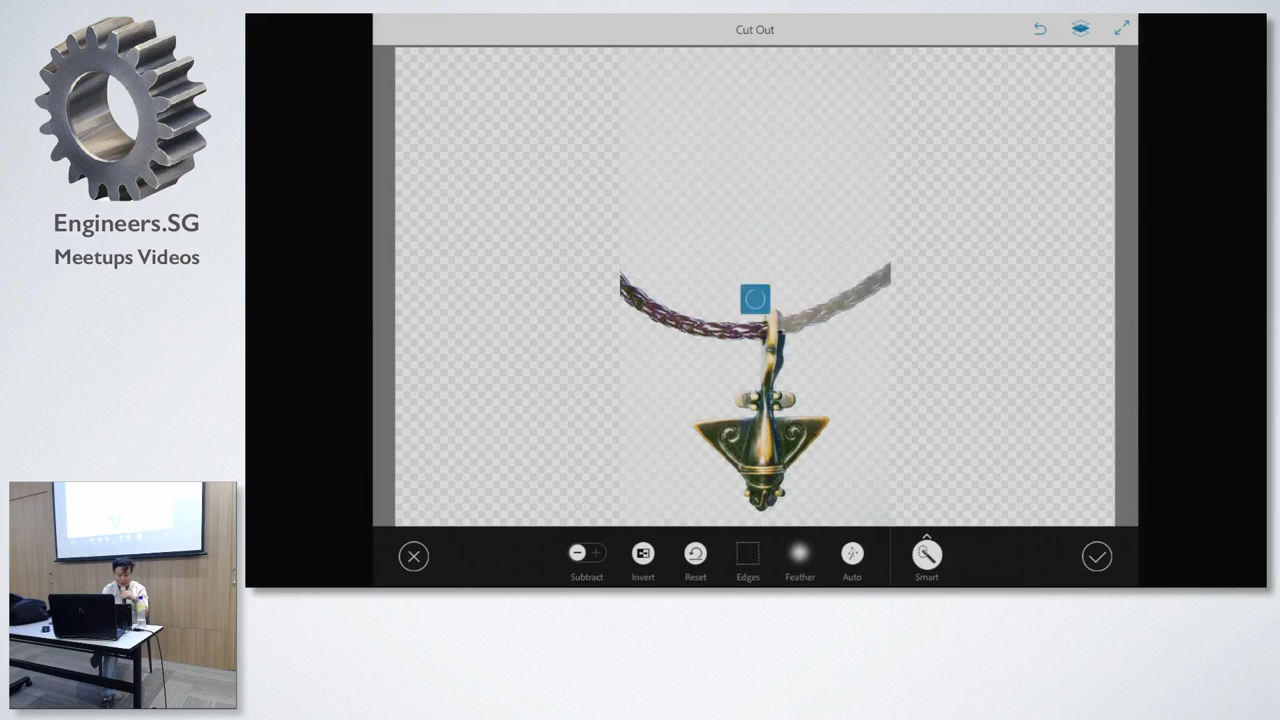 Cut Out
Engineers.SG
Meetups Videos
Subtract
Invert
Reset
Edges
Feather
Auto
Smart